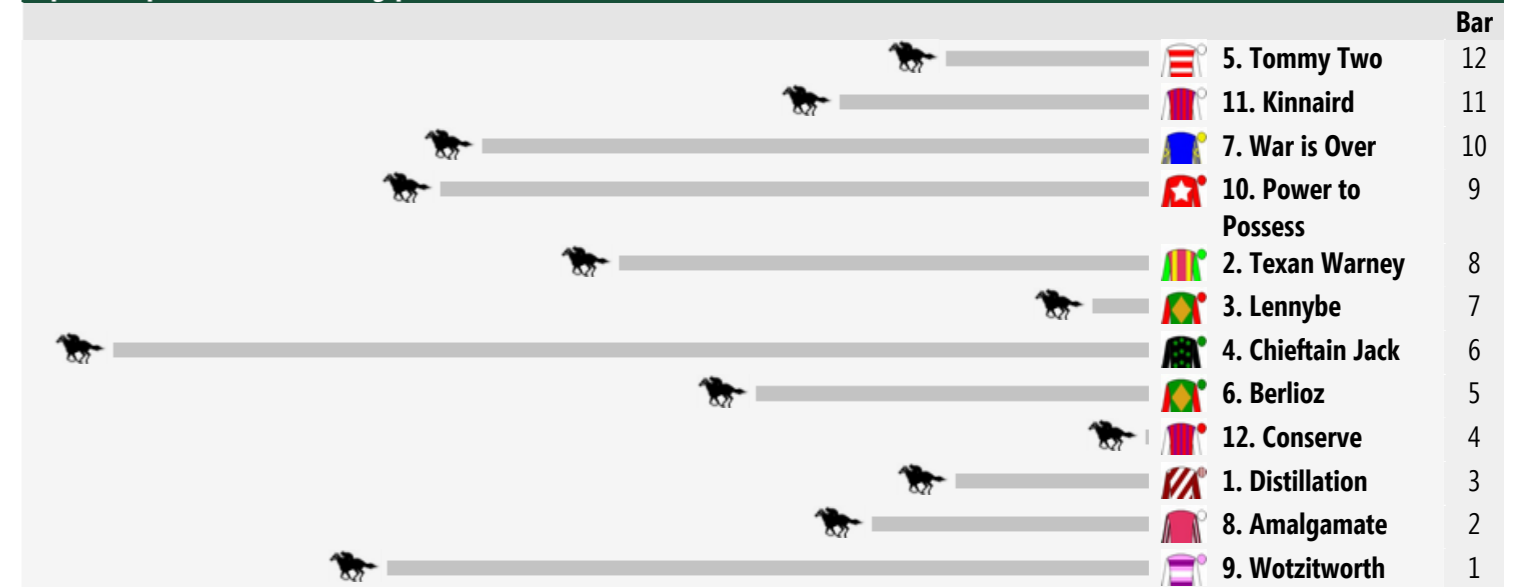 Bar
5. Tommy Two 12
11. Kinnaird 11
7. War is Over 10
10. Power to 9
Possess
2. Texan Warney 8
3. Lennybe 7
4. Chieftain Jack 6
6. Berlioz 5
12. Conserve 4
1. Distillation 3
8. Amalgamate 2
9. Wotzitworth 1